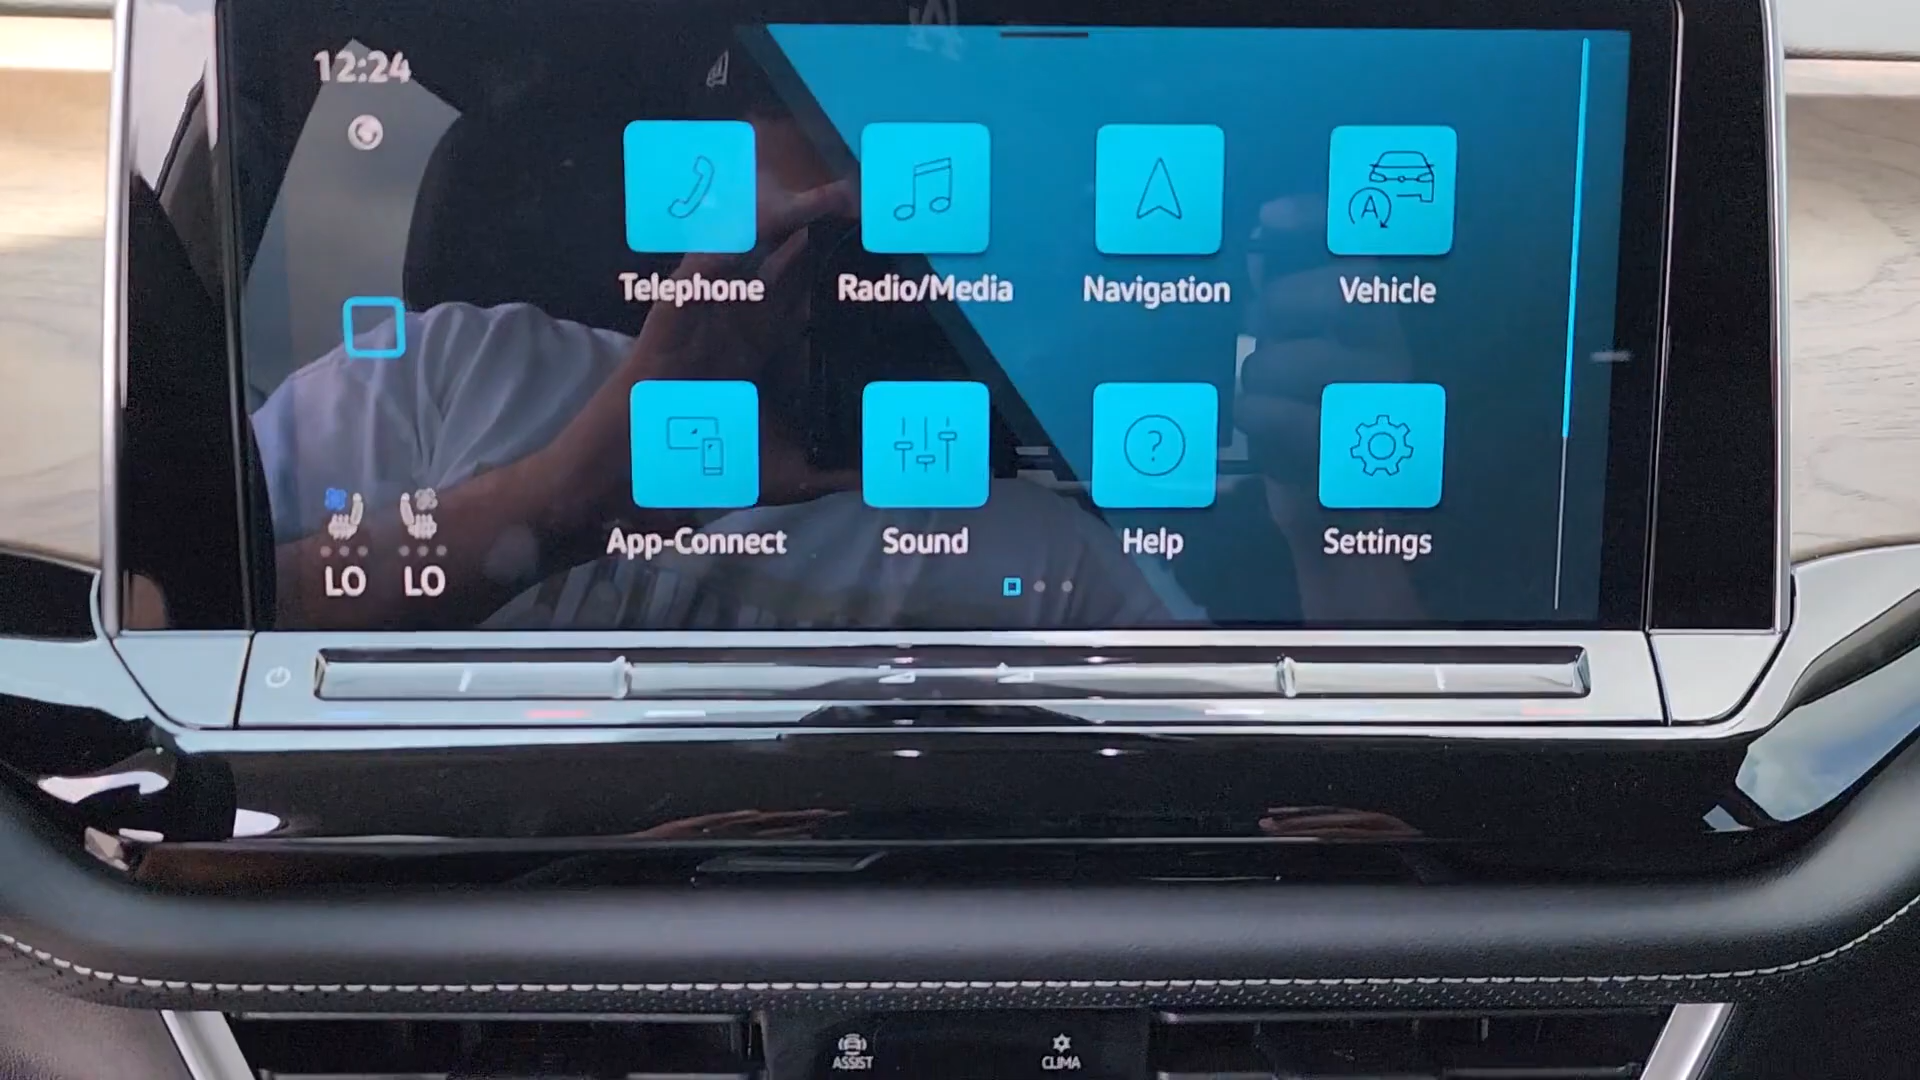 12:24
Telephone
Radio/Media
Navigation
A
Vehicle
App-Connect
Sound
?
Help
Settings
LO
LO
ASSIST
CLIMA